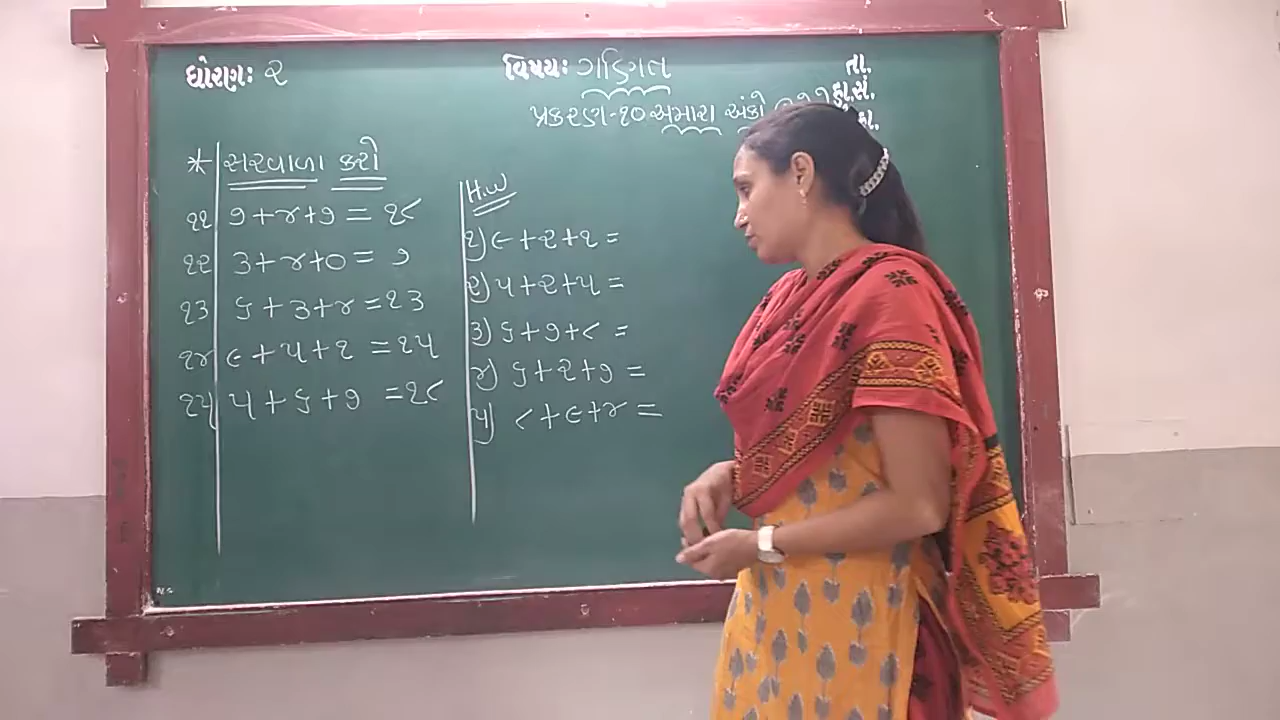 ધોરણઃ ૨
વિષયઃ ગણિત
પ્રકરણ-૧૦ અમારા અંકો
તા.
હા.સં.
* સરવાળા કરો
૧૧ ૭+૪+૭=૧૮
૧૨ ૩+૪+૦=૭
૧૩ ૬+૩+૪=૧૩
૧૪ ૯+૫+૧=૧૫
૧૫ ૫+૬+૭=૧૮
H.W
૧) ૯+૨+૧=
૨) ૫+૨+૫=
૩) ૬+૭+૮=
૪) ૬+૨+૭=
૫) ૮+૯+૪=